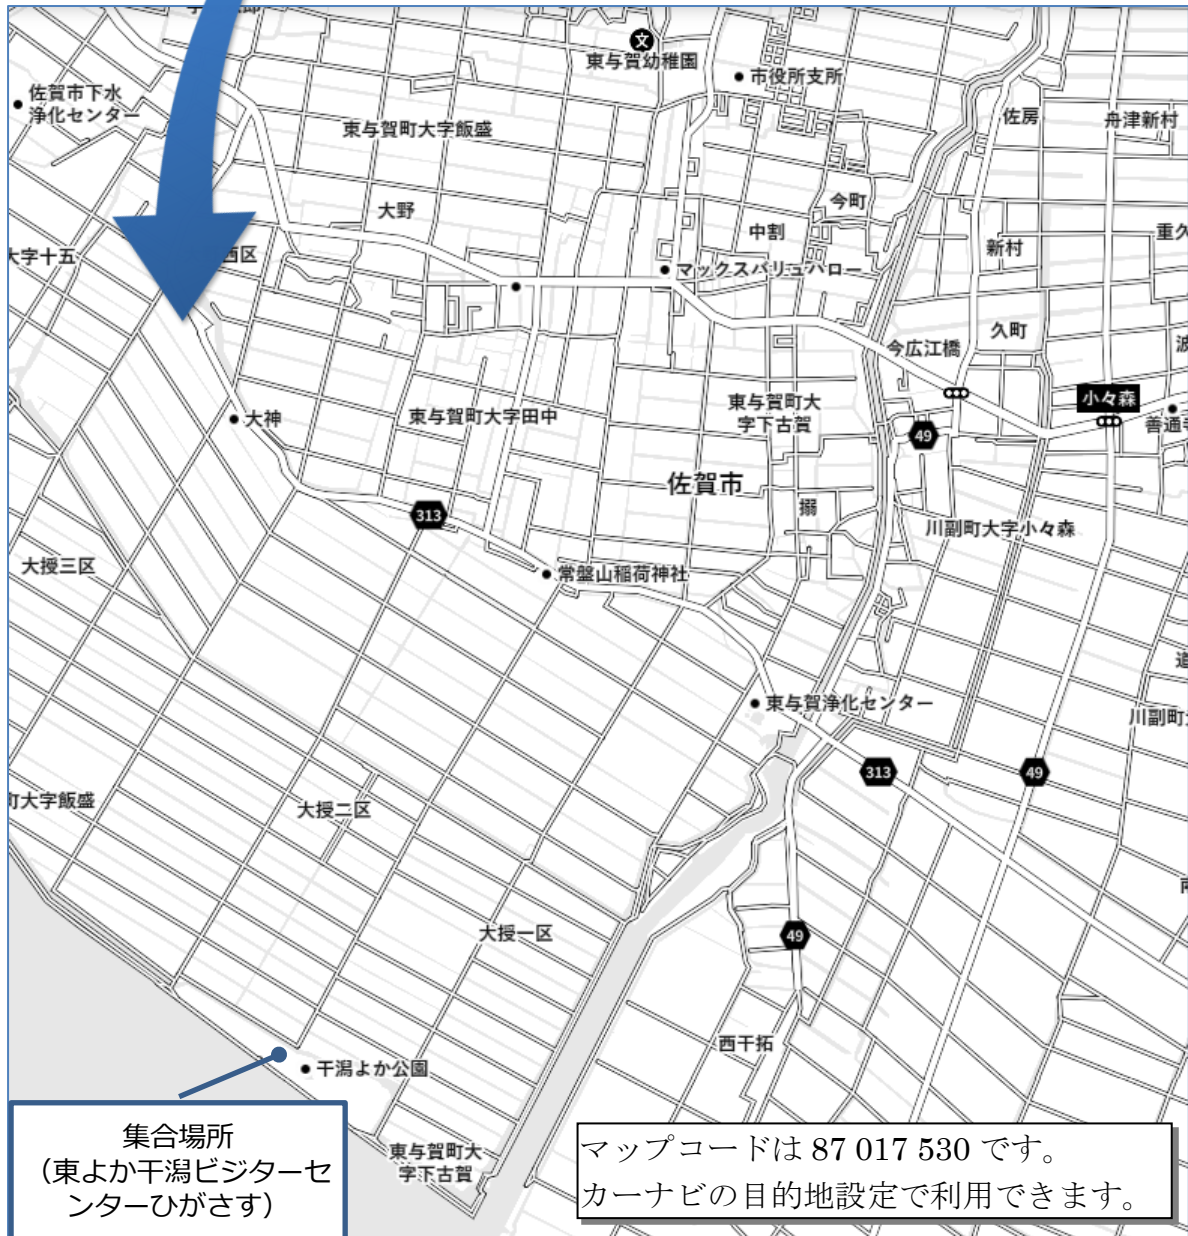 文
東与賀幼稚園
市役所支所
佐賀市下水
浄化センター
東与賀町大字飯盛
佐房
舟津新村
今町
大野
中割
新村
重久
大字十五
西区
マックスバリュハロー
久町
今広江橋
小々森
東与賀町大
字下古賀
大神
東与賀町大字田中
49
善通寺
佐賀市
搦
313
川副町大字小々森
大授三区
常盤山稲荷神社
東与賀浄化センター
川副町
313
49
町大字飯盛
大授二区
大授一区
49
西干拓
干潟よか公園
集合場所
（東よか干潟ビジターセ
ンターひがさす）
東与賀町大
字下古賀
マップコードは 87 017 530 です。
カーナビの目的地設定で利用できます。